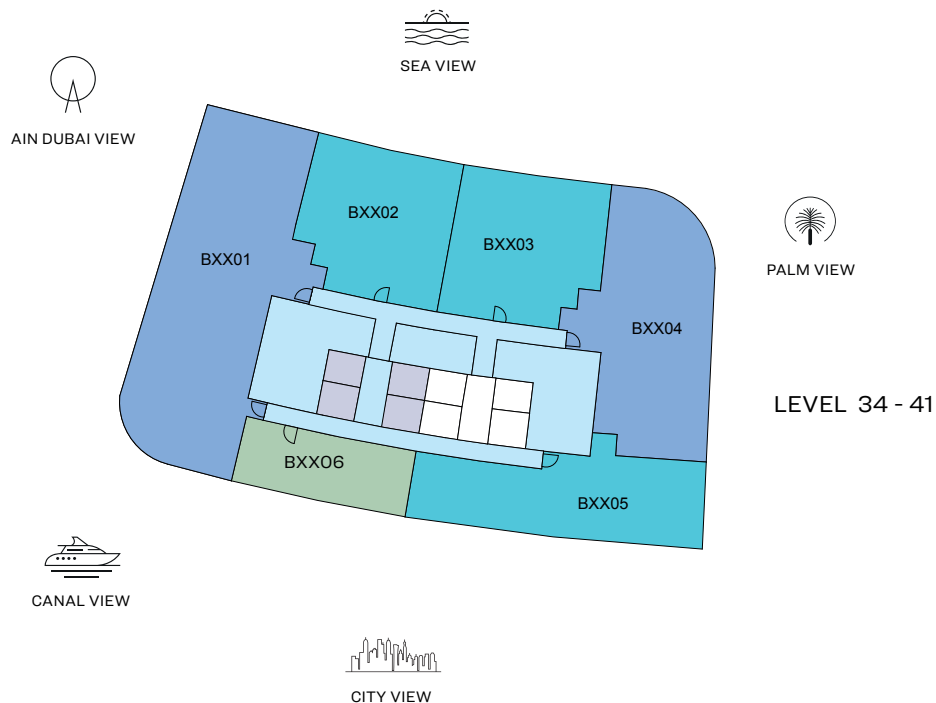 SEA VIEW
AIN DUBAI VIEW
BXX02
BXX03
BXX01
PALM VIEW
BXX04
LEVEL 34 - 41
BXX06
BXX05
CANAL VIEW
CITY VIEW